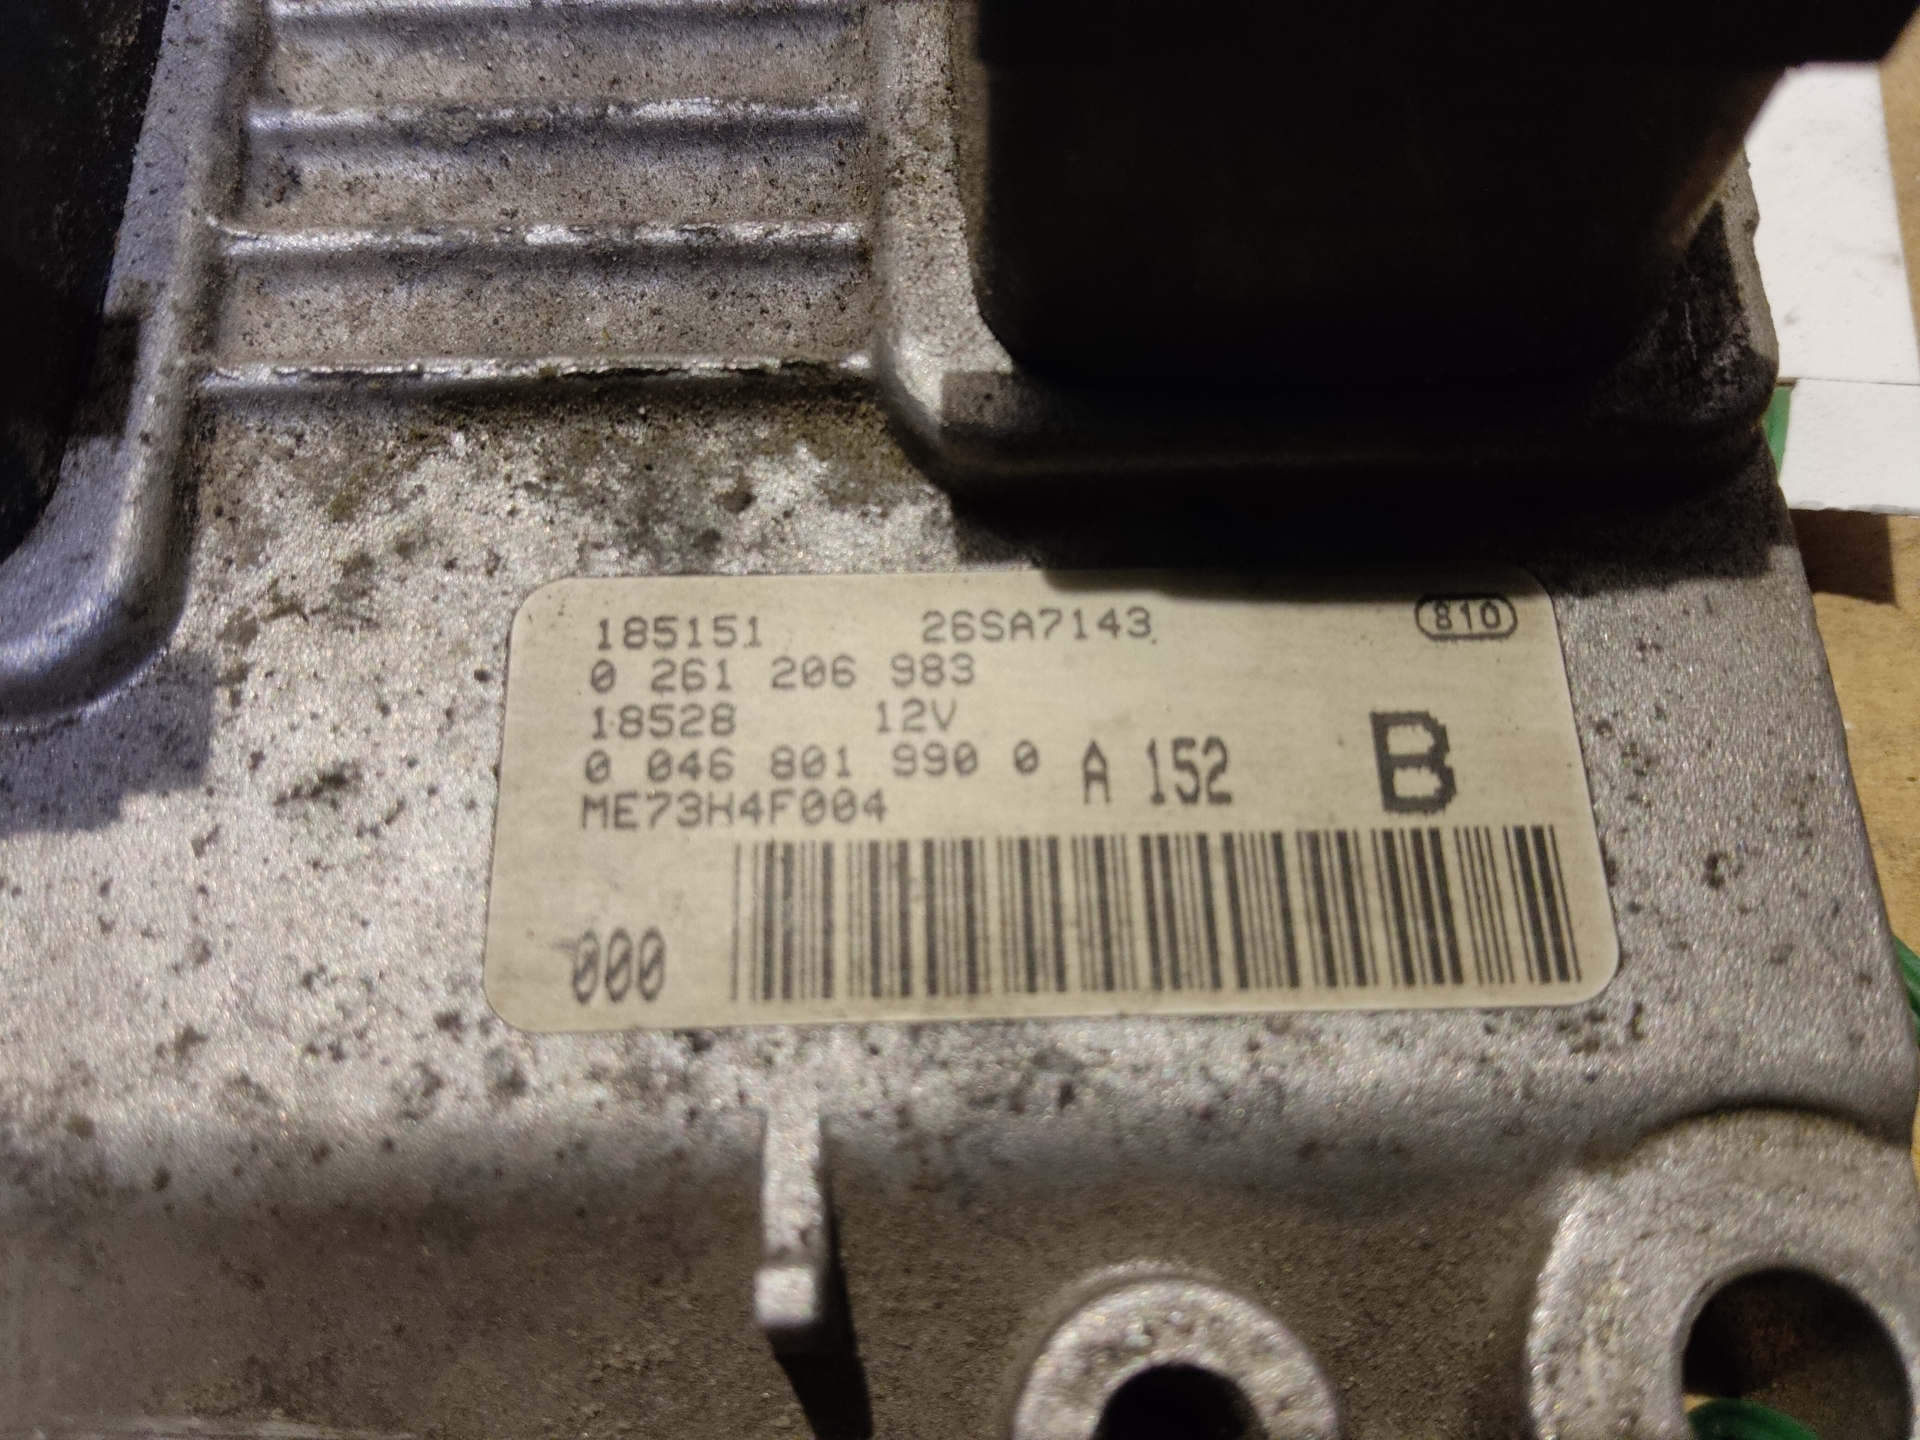 185151 26SA7143 810
0 261 206 983
18528 12V
0 046 801 990 0 A 152 B
ME73H4F004
000